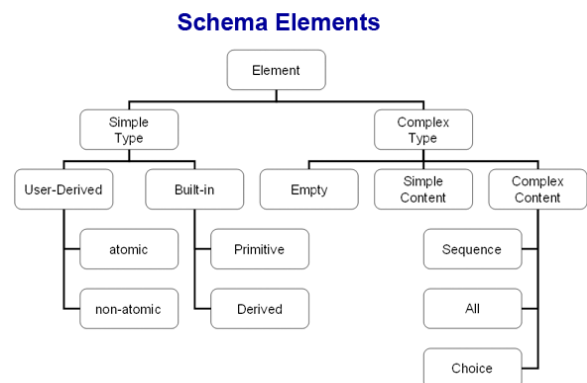 Schema Elements
Element
Simple
Type
Complex
Type
User-Derived
Built-in
Empty
Simple
Content
Complex
Content
atomic
Primitive
Sequence
non-atomic
Derived
All
Choice